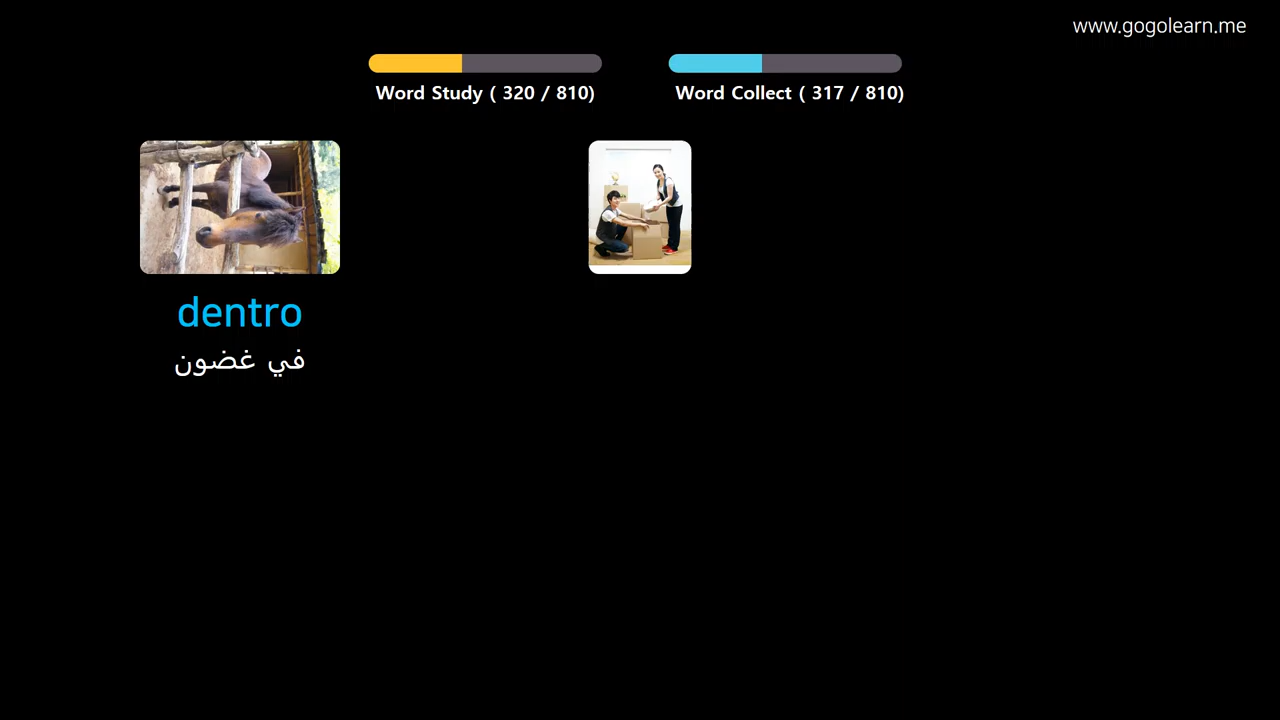 www.gogolearn.me
Word Study ( 320 / 810)
Word Collect ( 317 / 810)
dentro
في غضون